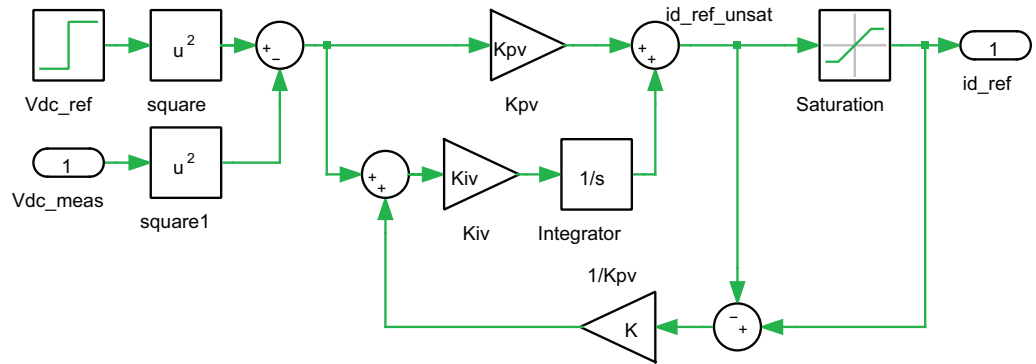 id_ref_unsat
u²
+
−
Kpv
+
+
1
Vdc_ref
square
Kpv
Saturation
id_ref
1
u²
+
+
Kiv
1/s
Vdc_meas
square1
Kiv
Integrator
1/Kpv
K
−
+